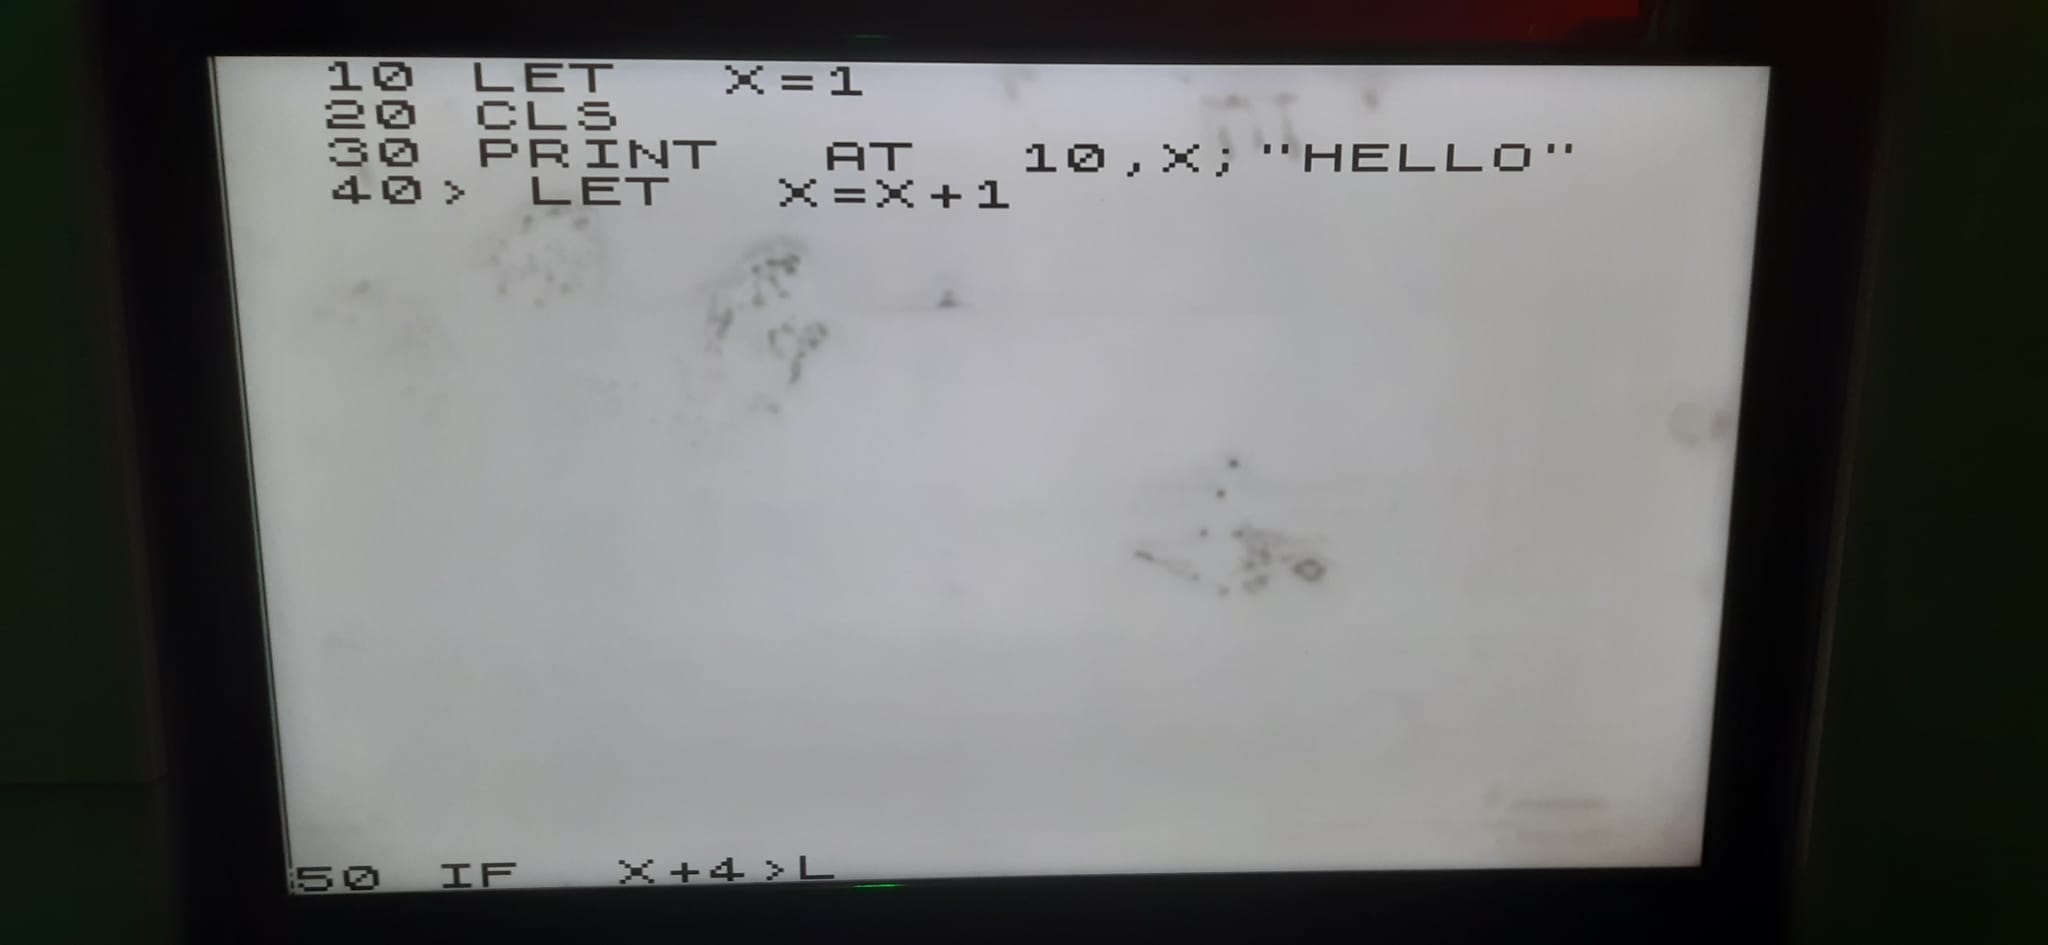 10 LET X=1
20 CLS
30 PRINT AT 10,X;"HELLO"
40> LET X=X+1
50 IF X+4>L